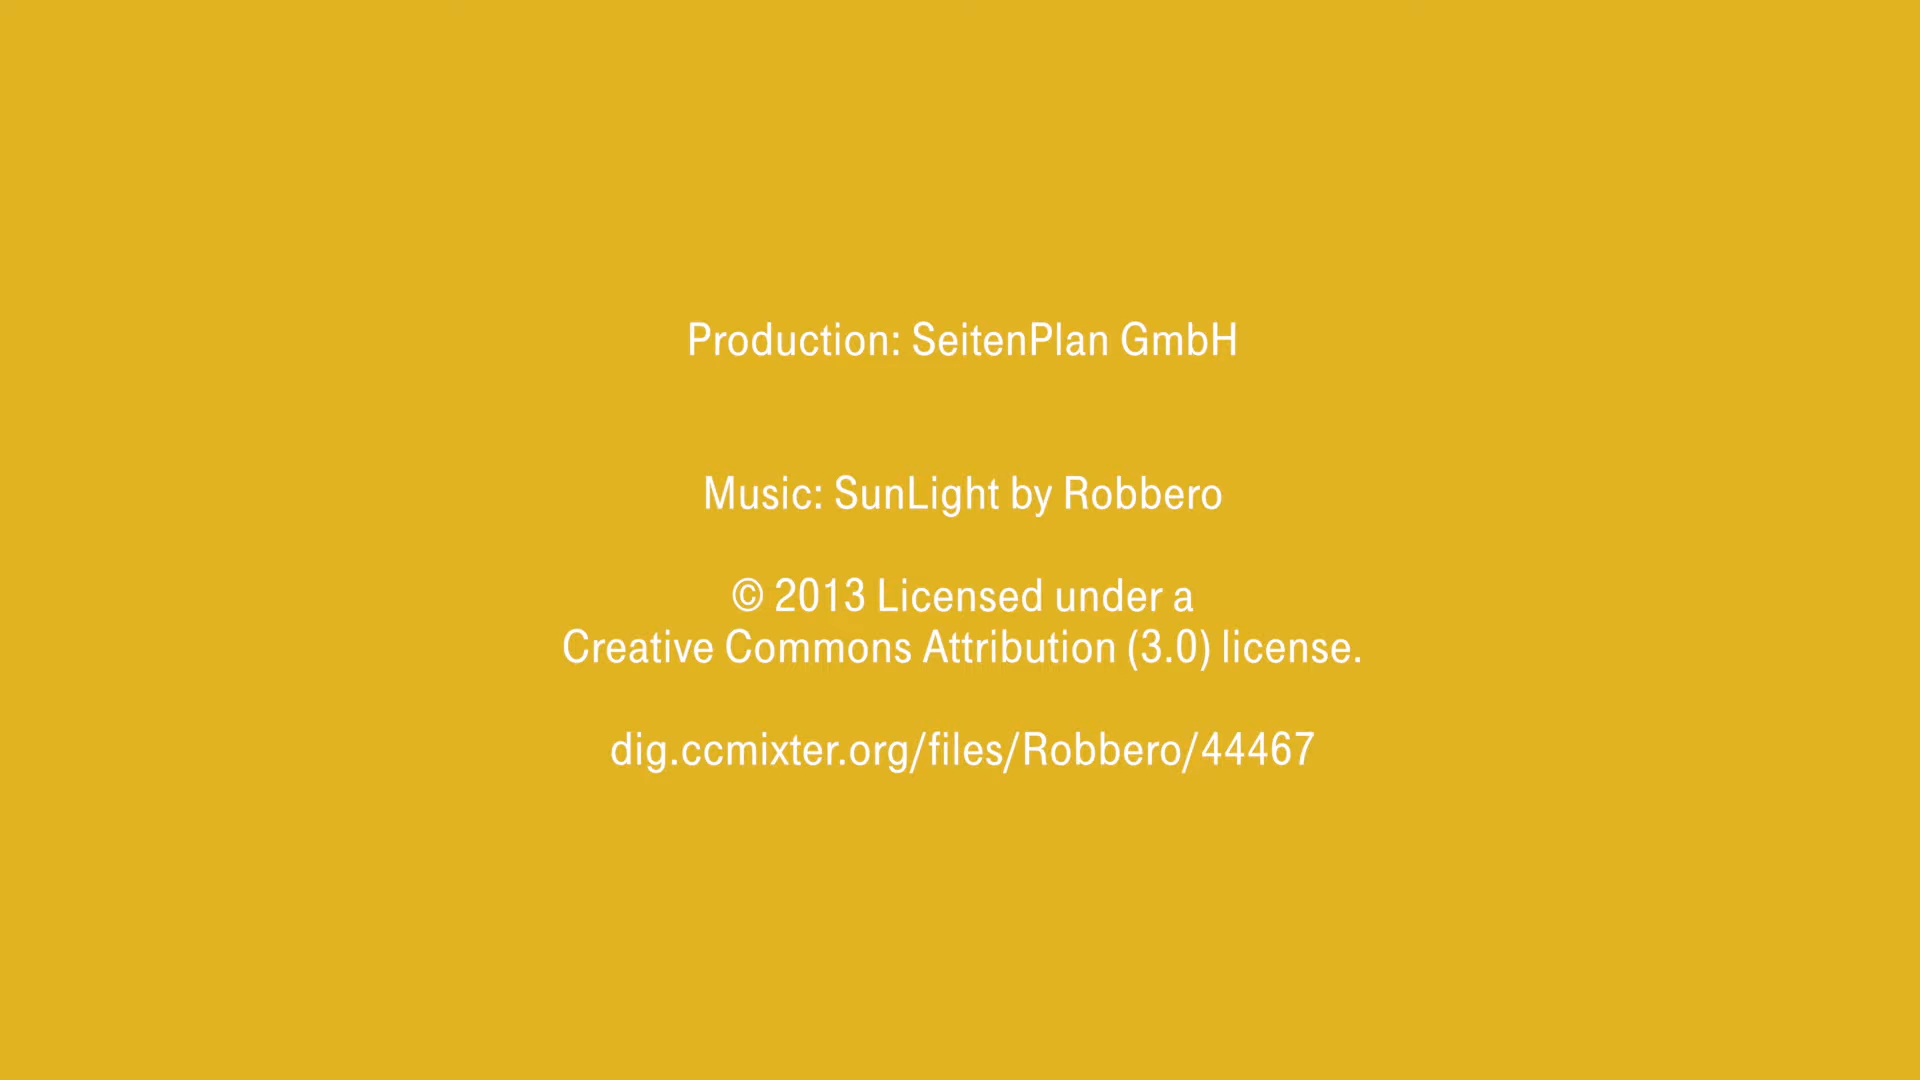 Production: SeitenPlan GmbH
Music: SunLight by Robbero
© 2013 Licensed under a
Creative Commons Attribution (3.0) license.
dig.ccmixter.org/files/Robbero/44467